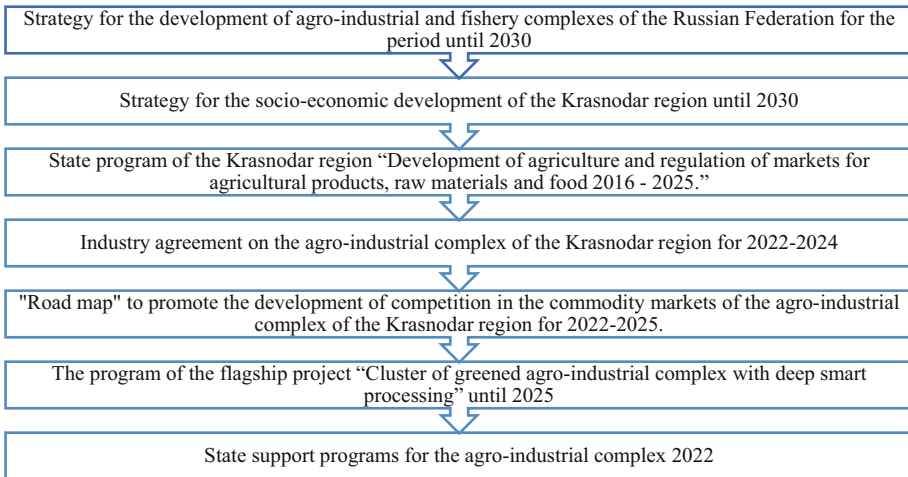 Strategy for the development of agro-industrial and fishery complexes of the Russian Federation for the
period until 2030
Strategy for the socio-economic development of the Krasnodar region until 2030
State program of the Krasnodar region “Development of agriculture and regulation of markets for
agricultural products, raw materials and food 2016 - 2025.”
Industry agreement on the agro-industrial complex of the Krasnodar region for 2022-2024
"Road map" to promote the development of competition in the commodity markets of the agro-industrial
complex of the Krasnodar region for 2022-2025.
The program of the flagship project “Cluster of greened agro-industrial complex with deep smart
processing” until 2025
State support programs for the agro-industrial complex 2022